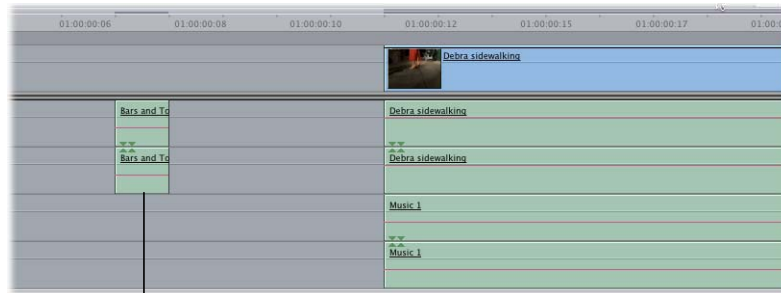 01:00:00:06 01:00:00:08 01:00:00:10 01:00:00:12 01:00:00:15 01:00:00:17 01:00:
Debra sidewalking
Bars and To Debra sidewalking
Bars and To Debra sidewalking
Music 1
Music 1